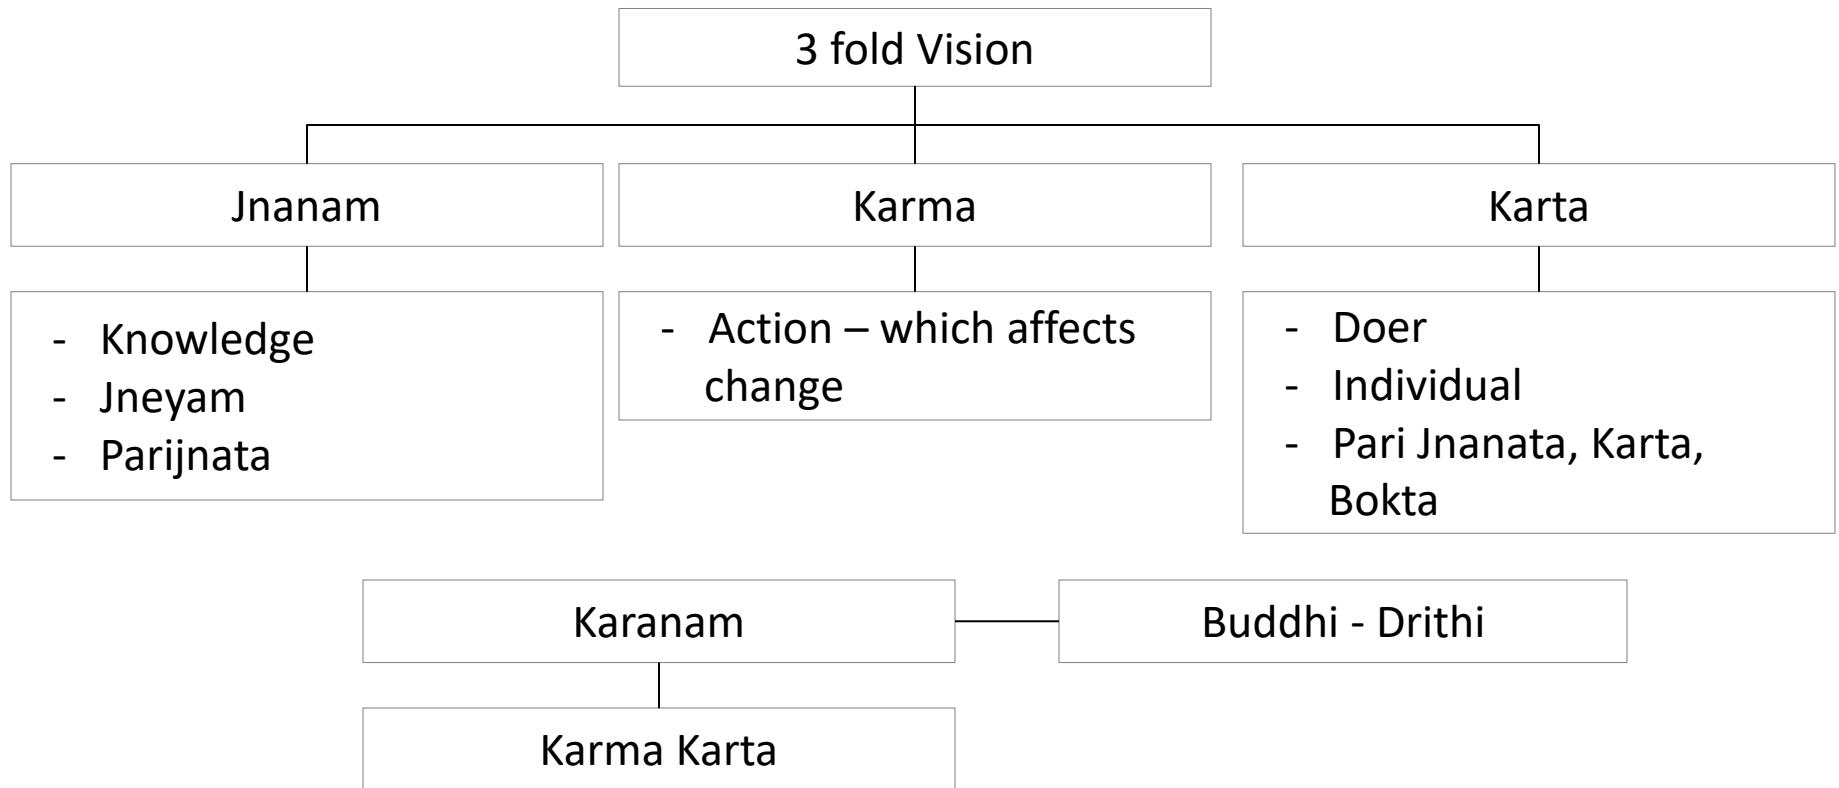 3 fold Vision
Jnanam
Karma
Karta
- Knowledge
- Jneyam
- Parijnata
- Action – which affects
change
- Doer
- Individual
- Pari Jnanata, Karta,
Bokta
Karanam
Buddhi - Drithi
Karma Karta